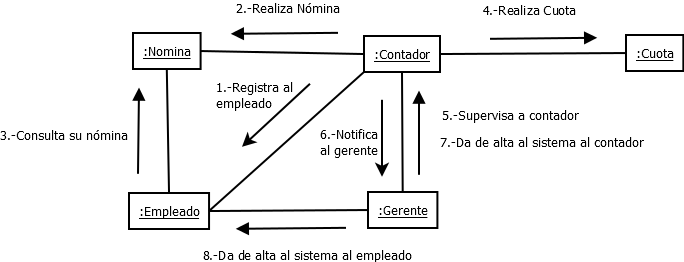 2.-Realiza Nómina
4.-Realiza Cuota
:Nomina
:Contador
:Cuota
1.-Registra al
empleado
3.-Consulta su nómina
6.-Notifica
al gerente
5.-Supervisa a contador
7.-Da de alta al sistema al contador
:Empleado
:Gerente
8.-Da de alta al sistema al empleado